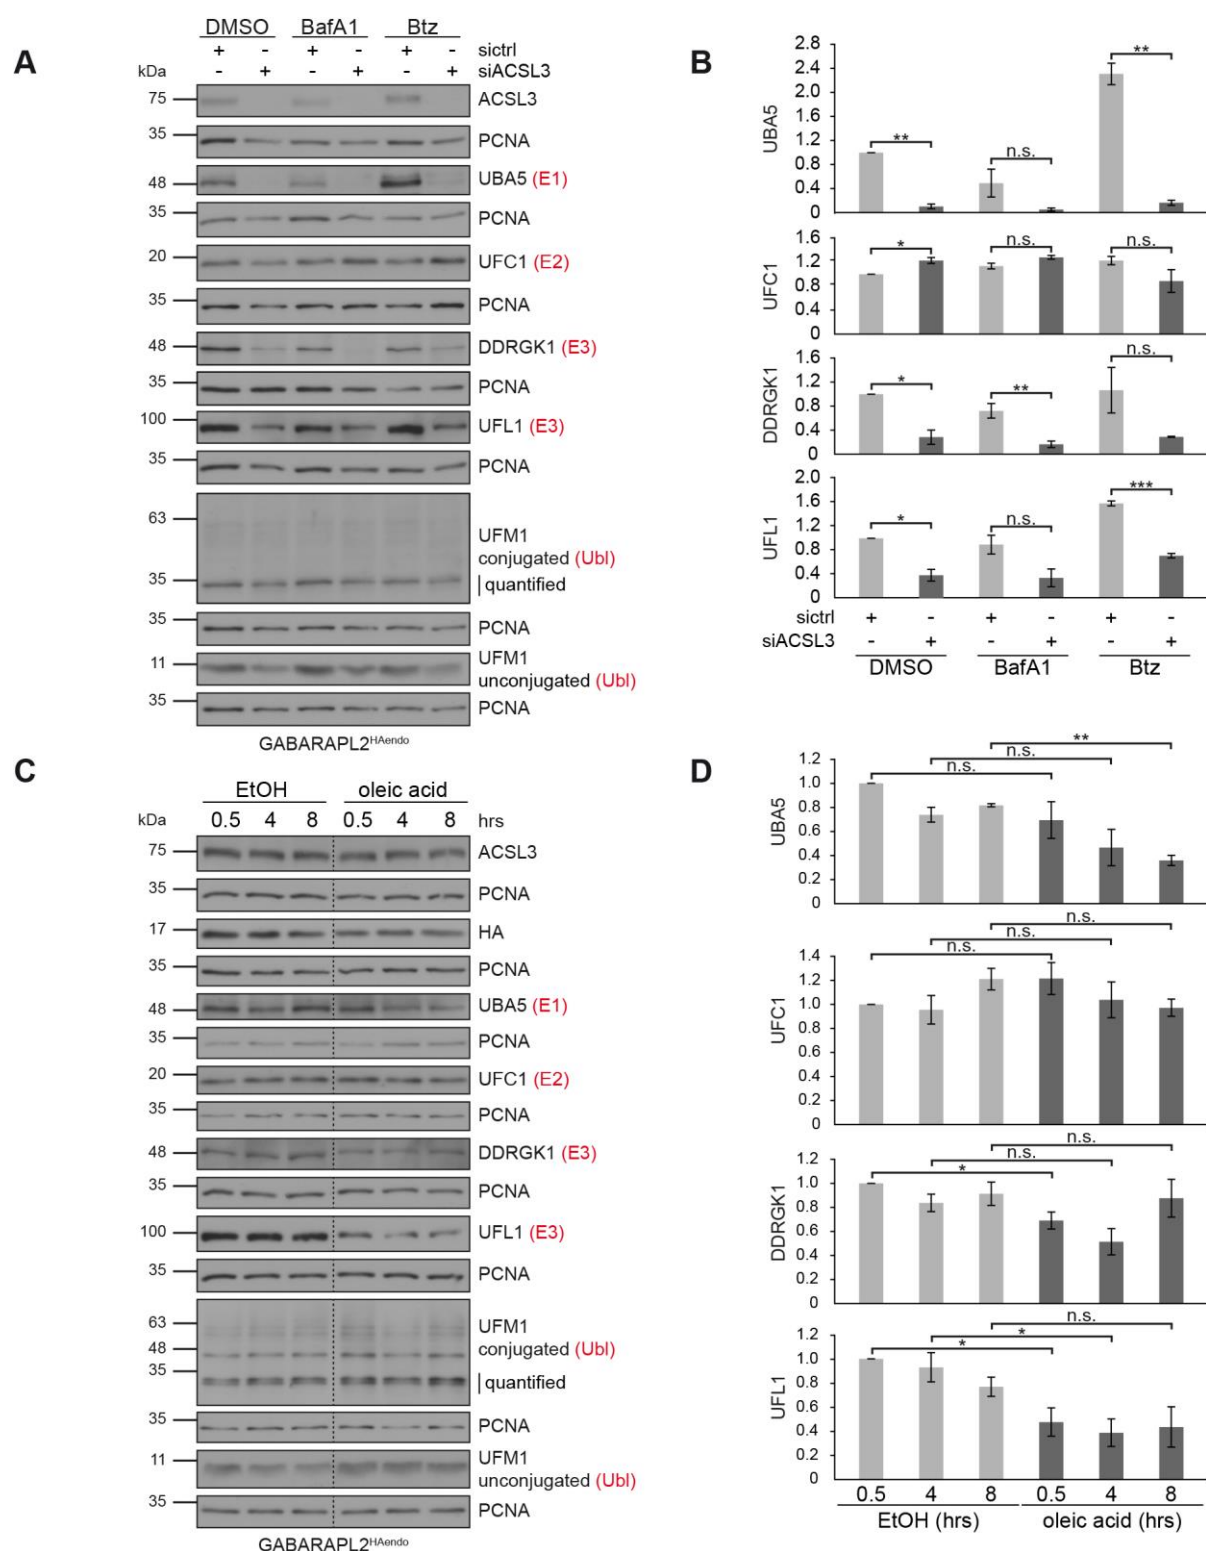 A
DMSO BafA1 Btz
+ - + - + - sictrl
kDa - + - + - + siACSL3
75 ACSL3
35 PCNA
48 UBA5 (E1)
35 PCNA
20 UFC1 (E2)
35 PCNA
48 DDRGK1 (E3)
35 PCNA
100 UFL1 (E3)
35 PCNA
63
UFM1
conjugated (Ubl)
35 quantified
35 PCNA
11 UFM1
unconjugated (Ubl)
35 PCNA
GABARAPL2HAendo
B
UBA5
2.8
2.4
2.0
1.6
1.2
0.8
0.4
0
** n.s. **
UFC1
1.6
1.2
0.8
0.4
0
* n.s. n.s.
DDRGK1
1.6
1.2
0.8
0.4
0
* ** n.s.
UFL1
2.0
1.6
1.2
0.8
0.4
0
* n.s. ***
sictrl + - + - + -
siACSL3 - + - + - +
DMSO BafA1 Btz
C
EtOH oleic acid
kDa 0.5 4 8 0.5 4 8 hrs
75 ACSL3
35 PCNA
17 HA
35 PCNA
48 UBA5 (E1)
35 PCNA
20 UFC1 (E2)
35 PCNA
48 DDRGK1 (E3)
35 PCNA
100 UFL1 (E3)
35 PCNA
63 UFM1
48 conjugated (Ubl)
35 quantified
35 PCNA
11 UFM1
unconjugated (Ubl)
35 PCNA
GABARAPL2HAendo
D
UBA5
1.2
1.0
0.8
0.6
0.4
0.2
0
**
n.s.
n.s.
UFC1
1.4
1.2
1.0
0.8
0.6
0.4
0.2
0
n.s.
n.s.
n.s.
DDRGK1
1.2
1.0
0.8
0.6
0.4
0.2
0
n.s.
n.s.
*
UFL1
1.2
1.0
0.8
0.6
0.4
0.2
0
n.s.
*
*
0.5 4 8 0.5 4 8
EtOH (hrs) oleic acid (hrs)